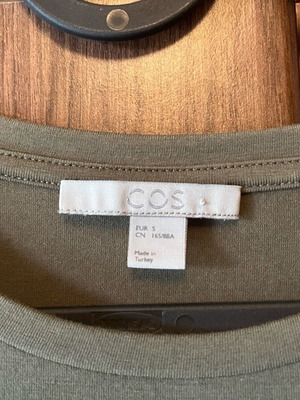 COS
EUR S
CN 165/88A
Made in
Turkey